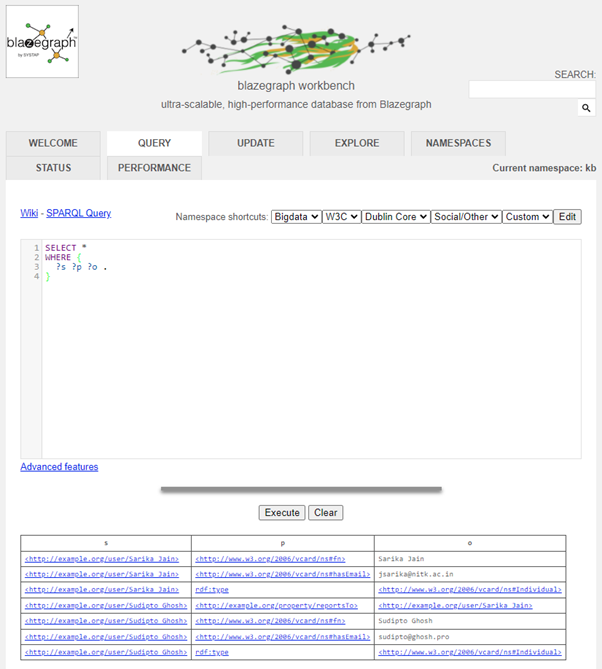 blazegraph™
by SYSTAP
blazegraph workbench
ultra-scalable, high-performance database from Blazegraph
SEARCH:
WELCOME QUERY UPDATE EXPLORE NAMESPACES
STATUS PERFORMANCE Current namespace: kb
Wiki - SPARQL Query Namespace shortcuts: Bigdata W3C Dublin Core Social/Other Custom Edit
1 SELECT *
2 WHERE {
3 ?s ?p ?o .
4 }
Advanced features
Execute Clear
s p o
<http://example.org/user/Sarika Jain> <http://www.w3.org/2006/vcard/ns#fn> Sarika Jain
<http://example.org/user/Sarika Jain> <http://www.w3.org/2006/vcard/ns#hasEmail> jsarika@nitk.ac.in
<http://example.org/user/Sarika Jain> rdf:type <http://www.w3.org/2006/vcard/ns#Individual>
<http://example.org/user/Sudipto Ghosh> <http://example.org/property/reportsTo> <http://example.org/user/Sarika Jain>
<http://example.org/user/Sudipto Ghosh> <http://www.w3.org/2006/vcard/ns#fn> Sudipto Ghosh
<http://example.org/user/Sudipto Ghosh> <http://www.w3.org/2006/vcard/ns#hasEmail> sudipto@ghosh.pro
<http://example.org/user/Sudipto Ghosh> rdf:type <http://www.w3.org/2006/vcard/ns#Individual>